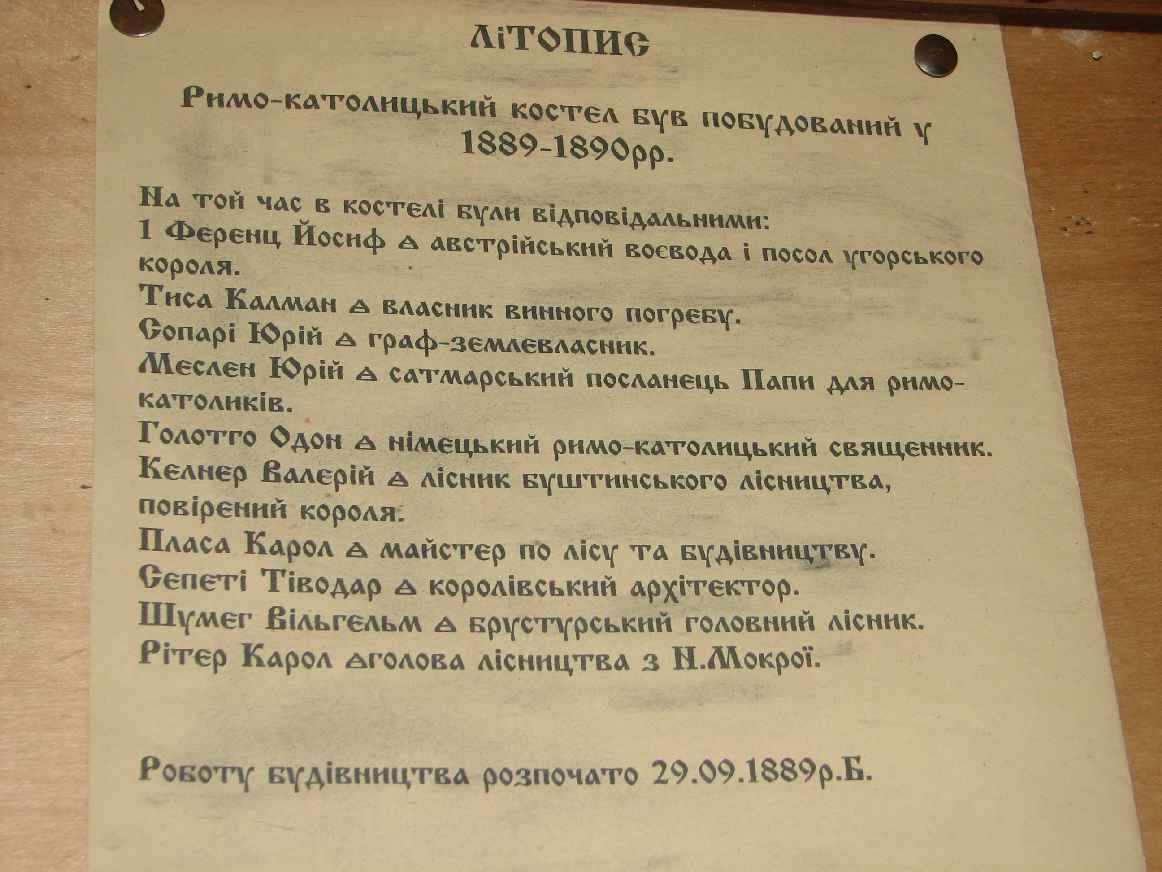 Літопис
Римо-католицький костел був побудований у
1889-1890рр.
На той час в костелі були відповідальними:
1 Ференц Йосиф ▵ австрійський воєвода і посол угорського
короля.
Тиса Калман ▵ власник винного погребу.
Сопарі Юрій ▵ граф-землевласник.
Меслен Юрій ▵ сатмарський посланець Папи для римо-
католиків.
Голотго Одон ▵ німецький римо-католицький священник.
Келнер Валерій ▵ лісник буштинського лісництва,
повірений короля.
Пласа Карол ▵ майстер по лісу та будівництву.
Сепеті Тіводар ▵ королівський архітектор.
Шумег Вільгельм ▵ брустурський головний лісник.
Рітер Карол ▵голова лісництва з Н.Мокрої.
Роботу будівництва розпочато 29.09.1889р.Б.